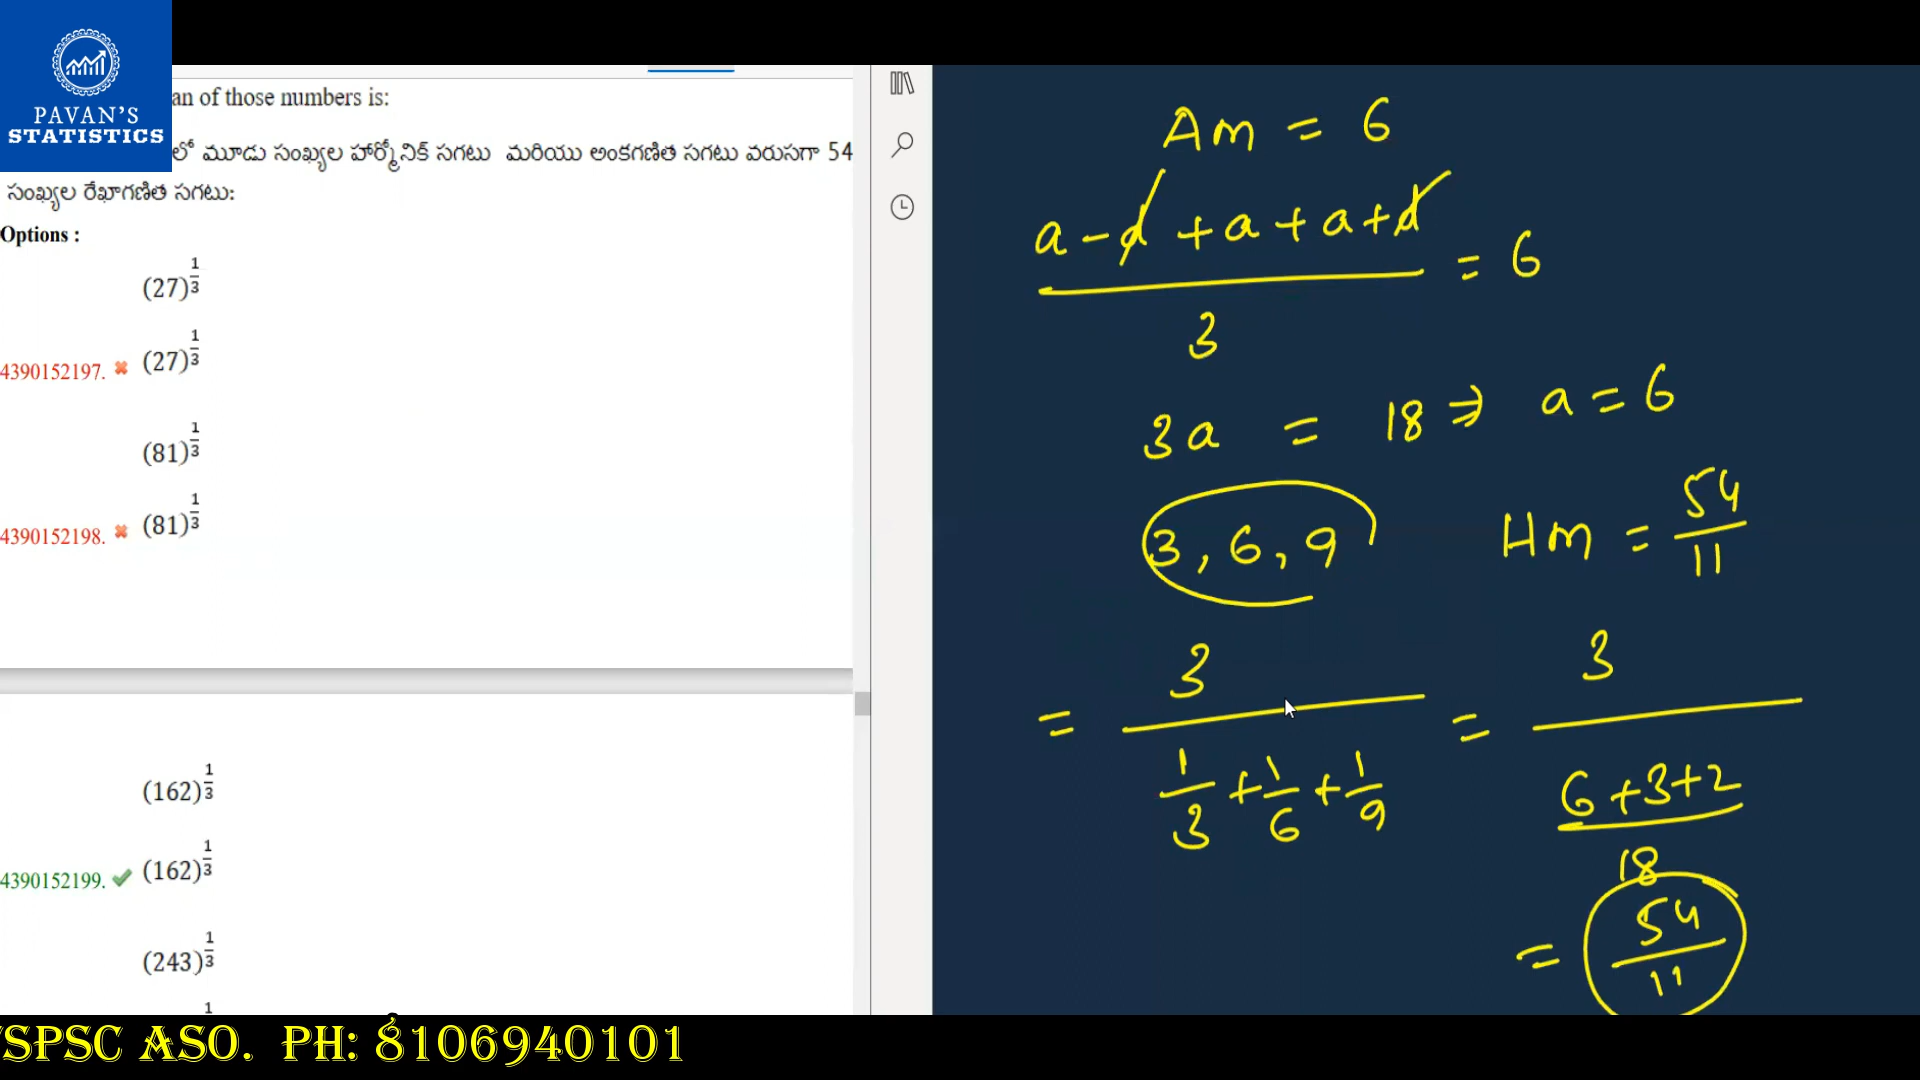 PAVAN'S
STATISTICS
an of those numbers is:
లో మూడు సంఖ్యల హార్మోనిక్ సగటు మరియు అంకగణిత సగటు వరుసగా 54
సంఖ్యల రేఖాగణిత సగటు:
Options :
(27)^1/3
4390152197. ✖ (27)^1/3
(81)^1/3
4390152198. ✖ (81)^1/3
(162)^1/3
4390152199. ✔ (162)^1/3
(243)^1/3
1
Am = 6
a - d + a + a + d / 3 = 6
3a = 18 ⇒ a = 6
3, 6, 9
Hm = 54/11
= 3 / (1/3 + 1/6 + 1/9) = 3 / ((6+3+2)/18)
= 54/11
SPSC ASO. PH: 8106940101